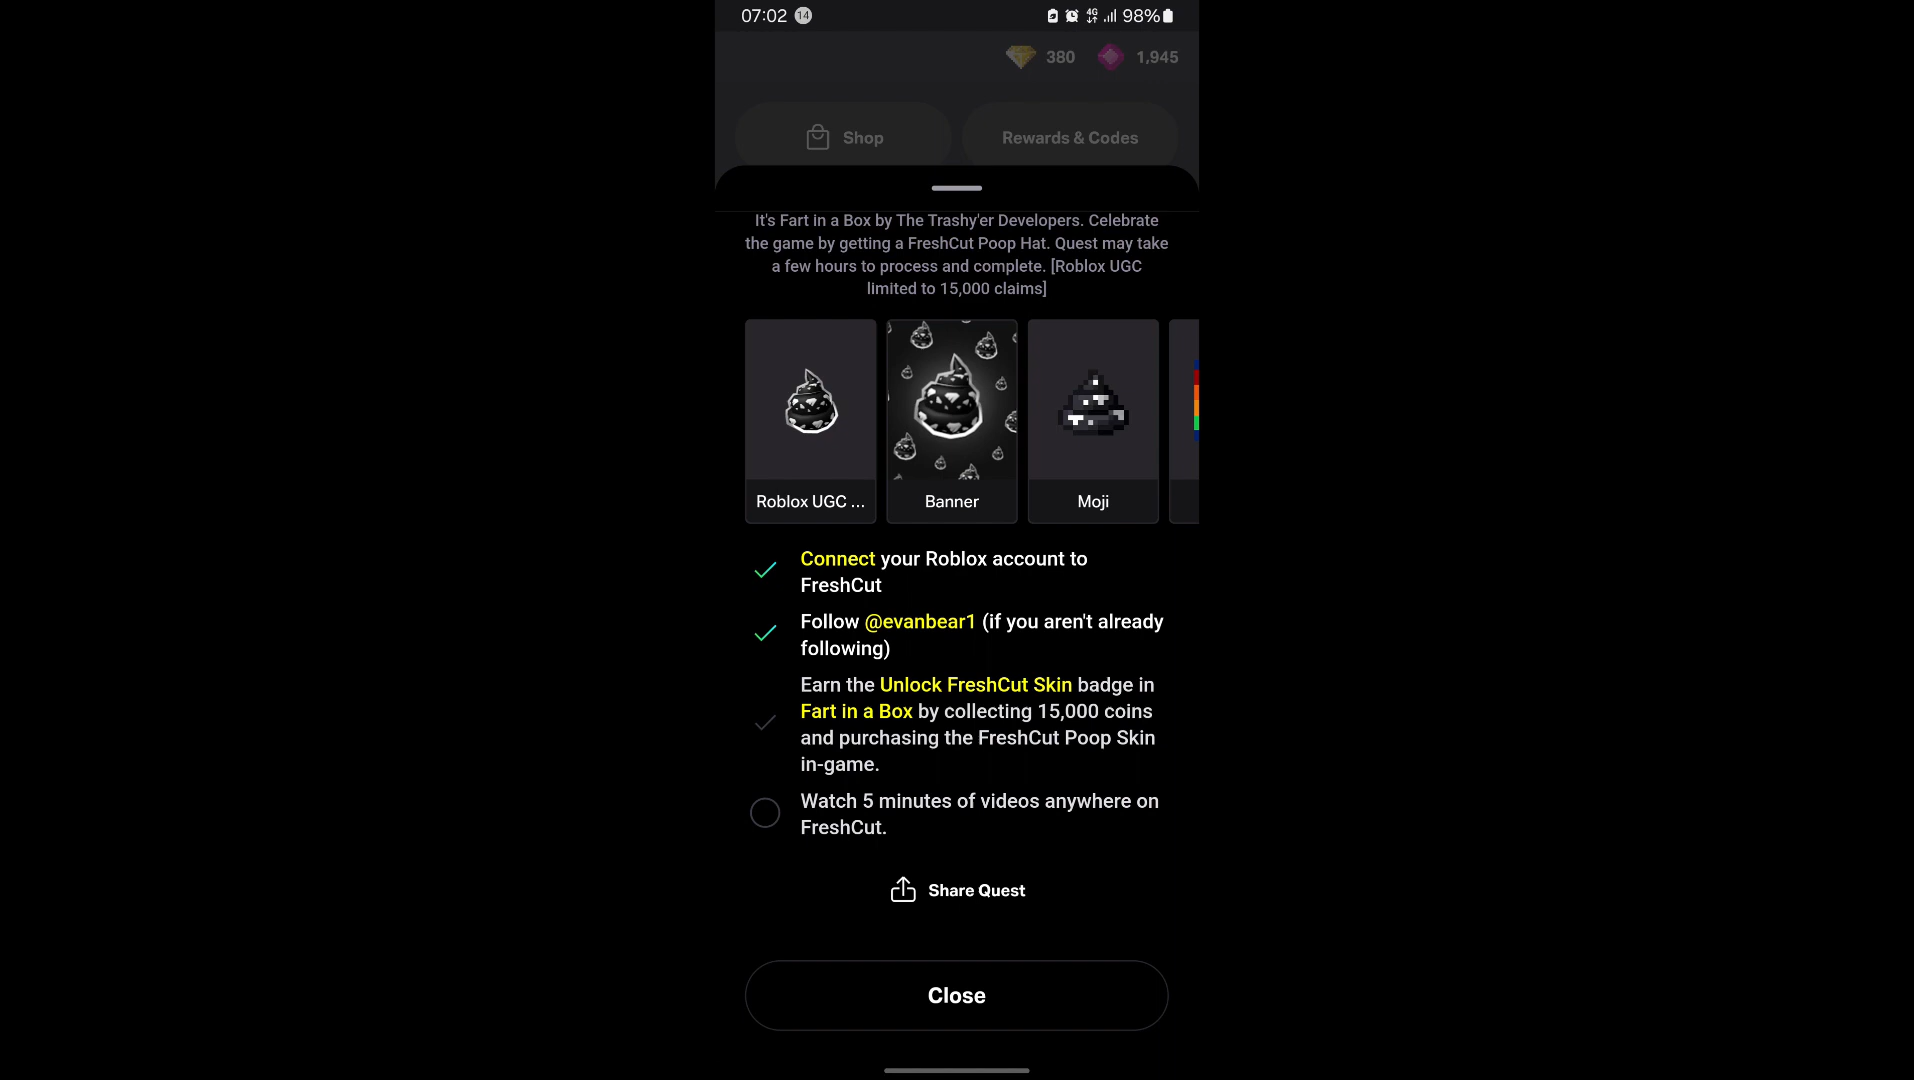 07:02 14 4G 98%
380 1,945
Shop Rewards & Codes
It's Fart in a Box by The Trashy'er Developers. Celebrate
the game by getting a FreshCut Poop Hat. Quest may take
a few hours to process and complete. [Roblox UGC
limited to 15,000 claims]
Roblox UGC ... Banner Moji
Connect your Roblox account to
FreshCut
Follow @evanbear1 (if you aren't already
following)
Earn the Unlock FreshCut Skin badge in
Fart in a Box by collecting 15,000 coins
and purchasing the FreshCut Poop Skin
in-game.
Watch 5 minutes of videos anywhere on
FreshCut.
Share Quest
Close